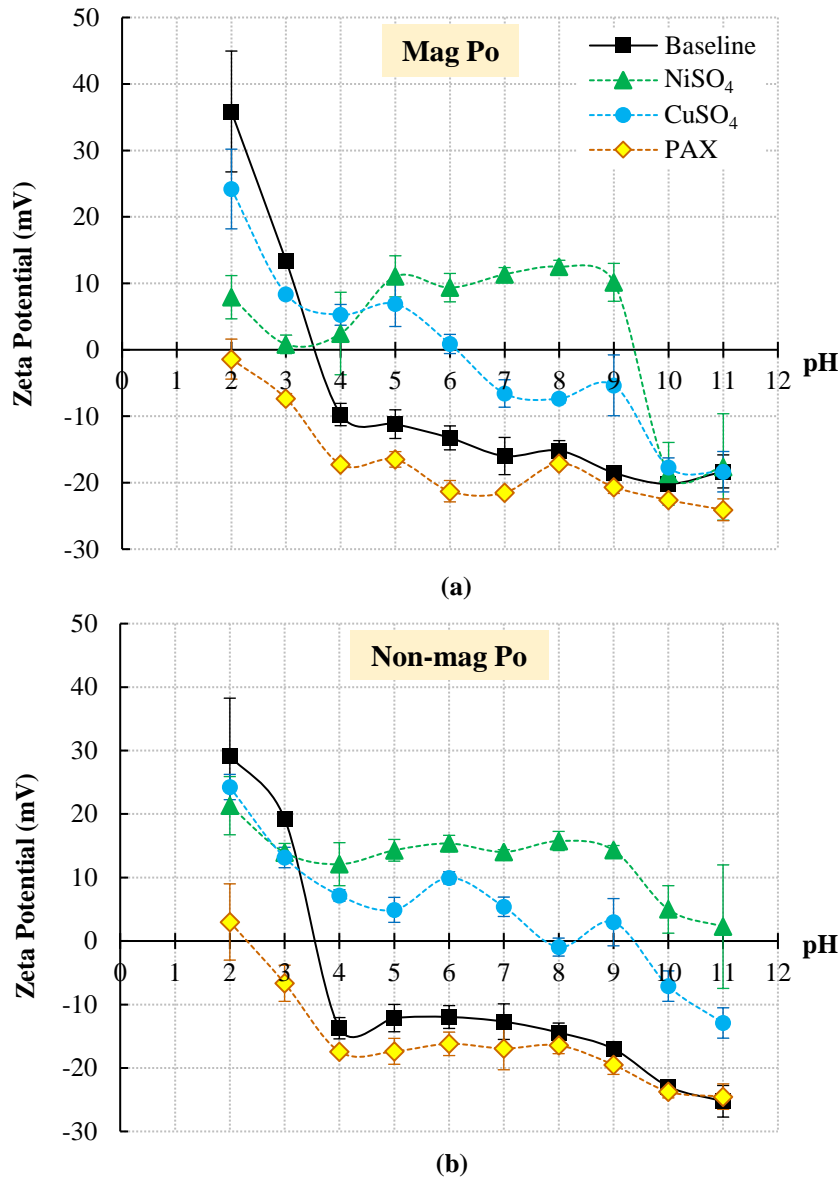 50
40
30
20
10
0
-10
-20
-30
Zeta Potential (mV)
Mag Po
Baseline
NiSO4
CuSO4
PAX
0 1 2 3 4 5 6 7 8 9 10 11 12
pH
(a)
50
40
30
20
10
0
-10
-20
-30
Zeta Potential (mV)
Non-mag Po
0 1 2 3 4 5 6 7 8 9 10 11 12
pH
(b)